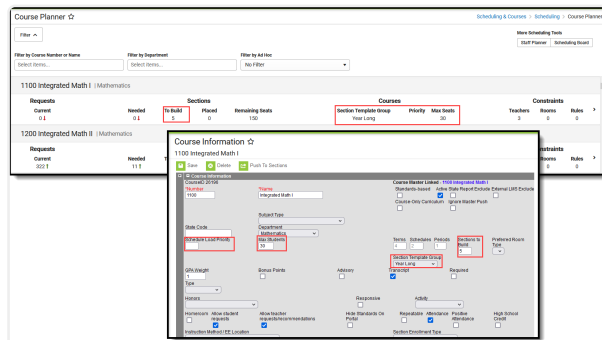 Course Planner ☆
Scheduling & Courses > Scheduling > Course Planner
Filter
More Scheduling Tools
Staff Planner Scheduling Board
Filter by Course Number or Name Filter by Department Filter by Ad Hoc
Select items... Select items... No Filter
1100 Integrated Math I | Mathematics
Requests Sections Courses Constraints
Current Needed To Build Placed Remaining Seats Section Template Group Priority Max Seats Teachers Rooms Rules
0 0 5 0 150 Year Long 30 3 0 0
1200 Integrated Math II | Mathematics
Requests
Current Needed
322 11
Rooms Rules
0 0
Course Information ☆
1100 Integrated Math I
Save Delete Push To Sections
Course Information
CourseID 26198 Course Master Linked - 1100 Integrated Math I
*Number *Name Standards-based Active State Report Exclude External LMS Exclude
1100 Integrated Math I
Course-Only Curriculum Ignore Master Push
Subject Type
State Code Department
Mathematics
Schedule Load Priority Max Students Terms Schedules Periods Sections to Build Preferred Room Type
30 4 2 1 5
Section Template Group
Year Long
GPA Weight Bonus Points Advisory Transcript Required
1
Type
Honors Responsive Activity
Homeroom Allow student requests Allow teacher requests/recommendations Hide Standards On Portal Repeatable Attendance Positive Attendance High School Credit
Instruction Method I EE Location Section Enrollment Type